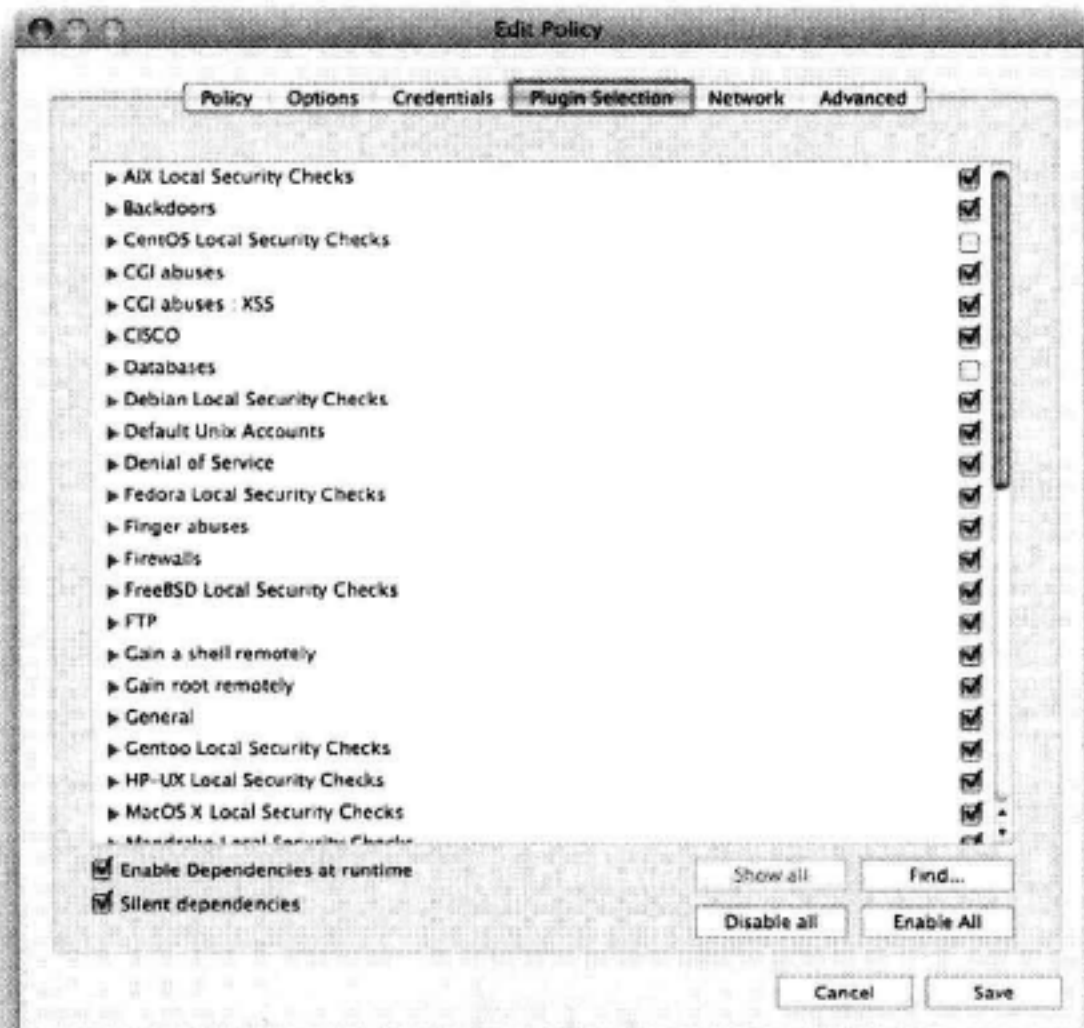 Edit Policy
Policy Options Credentials Plugin Selection Network Advanced
AIX Local Security Checks
Backdoors
CentOS Local Security Checks
CGI abuses
CGI abuses : XSS
CISCO
Databases
Debian Local Security Checks
Default Unix Accounts
Denial of Service
Fedora Local Security Checks
Finger abuses
Firewalls
FreeBSD Local Security Checks
FTP
Gain a shell remotely
Gain root remotely
General
Gentoo Local Security Checks
HP-UX Local Security Checks
MacOS X Local Security Checks
Mandrake Local Security Checks
Enable Dependencies at runtime
Show all Find...
Silent dependencies
Disable all Enable All
Cancel Save